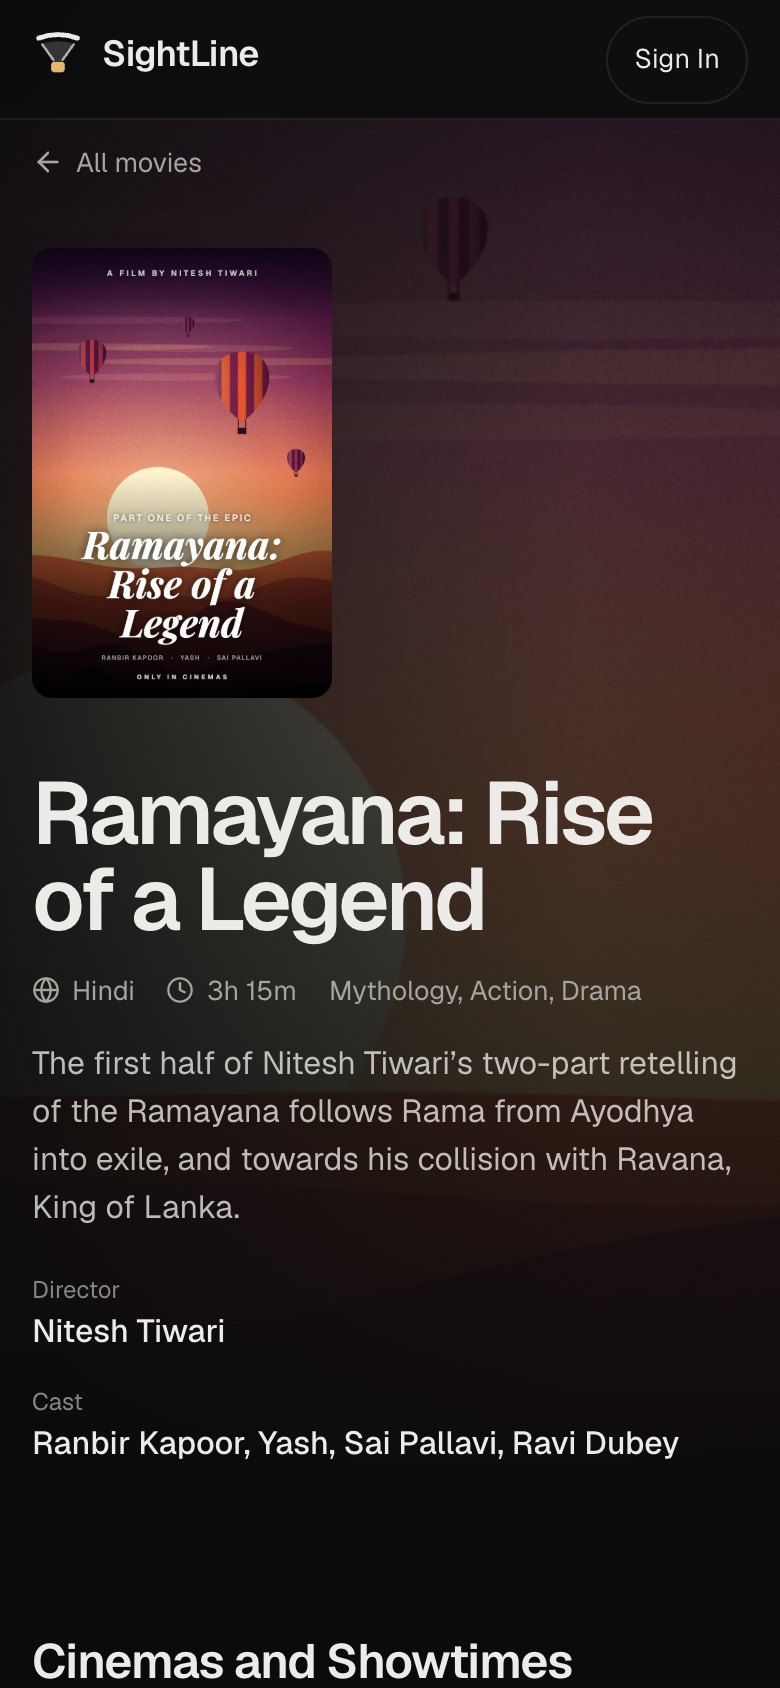 SightLine
Sign In
All movies
A FILM BY NITESH TIWARI
PART ONE OF THE EPIC
Ramayana:
Rise of a
Legend
RANBIR KAPOOR · YASH · SAI PALLAVI
ONLY IN CINEMAS
Ramayana: Rise
of a Legend
Hindi 3h 15m Mythology, Action, Drama
The first half of Nitesh Tiwari’s two-part retelling
of the Ramayana follows Rama from Ayodhya
into exile, and towards his collision with Ravana,
King of Lanka.
Director
Nitesh Tiwari
Cast
Ranbir Kapoor, Yash, Sai Pallavi, Ravi Dubey
Cinemas and Showtimes